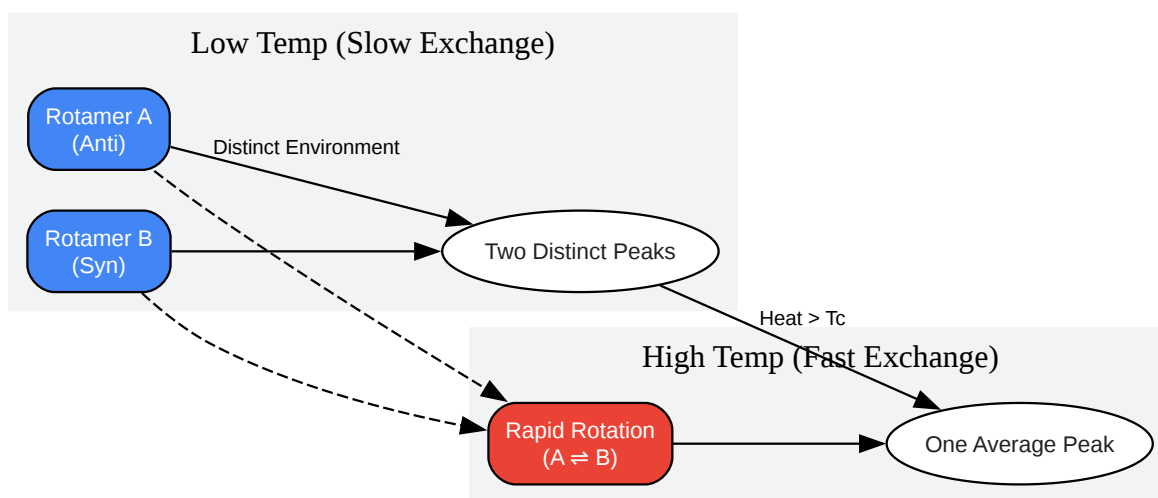 Low Temp (Slow Exchange)
Rotamer A
(Anti)
Distinct Environment
Rotamer B
(Syn)
Two Distinct Peaks
Heat > Tc
High Temp (Fast Exchange)
Rapid Rotation
(A ⇌ B)
One Average Peak